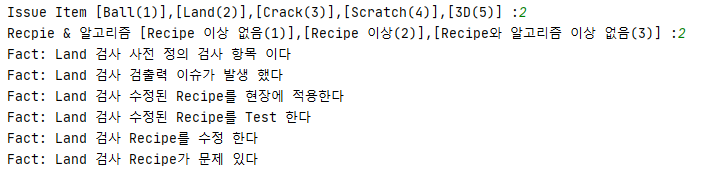 Issue Item [Ball(1)],[Land(2)],[Crack(3)],[Scratch(4)],[3D(5)] :2
Recpie & 알고리즘 [Recipe 이상 없음(1)],[Recipe 이상(2)],[Recipe와 알고리즘 이상 없음(3)] :2
Fact: Land 검사 사전 정의 검사 항목 이다
Fact: Land 검사 검출력 이슈가 발생 했다
Fact: Land 검사 수정된 Recipe를 현장에 적용한다
Fact: Land 검사 수정된 Recipe를 Test 한다
Fact: Land 검사 Recipe를 수정 한다
Fact: Land 검사 Recipe가 문제 있다